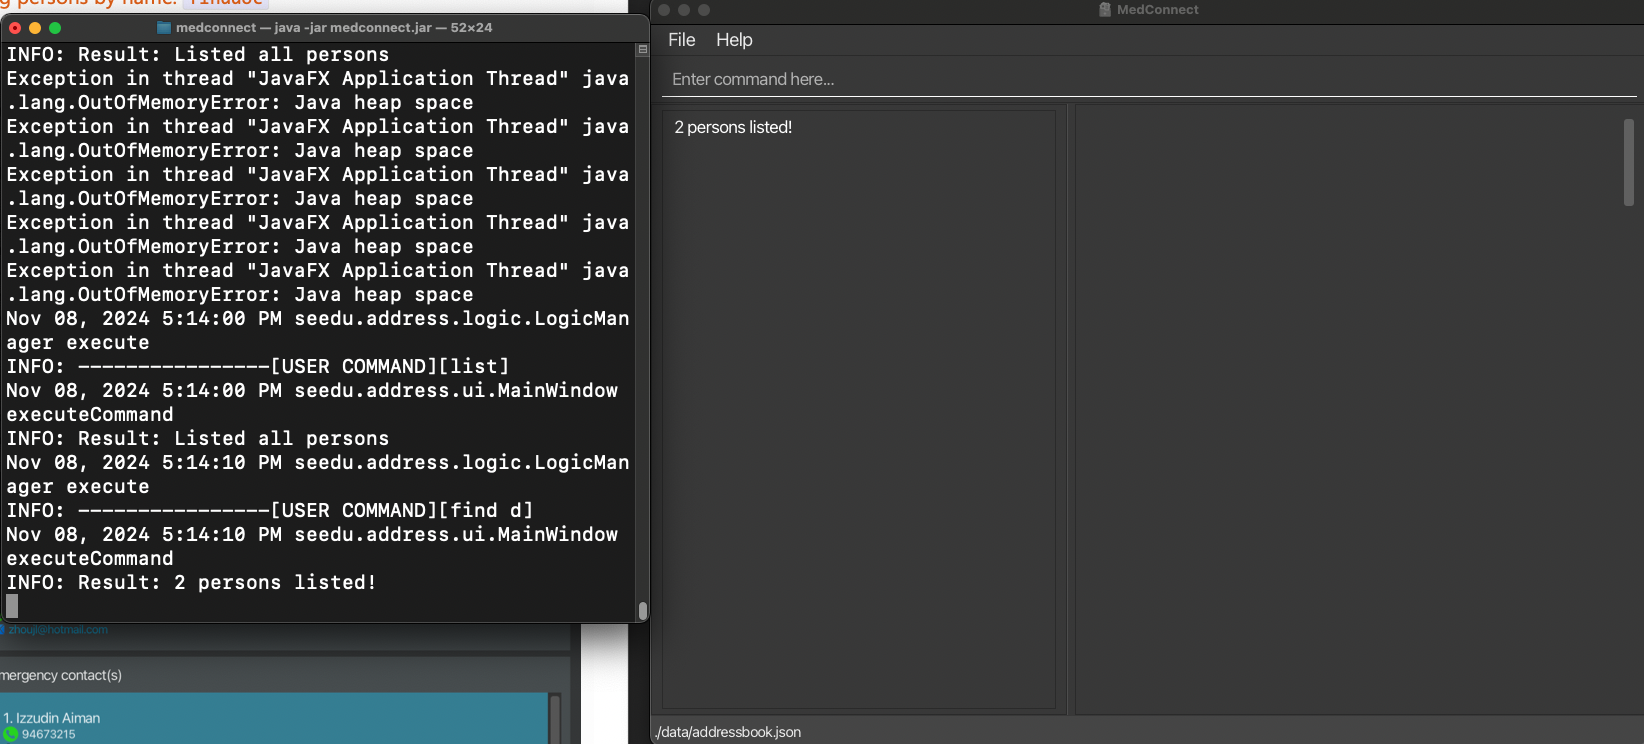 persons by name:
medconnect — java -jar medconnect.jar — 52×24
INFO: Result: Listed all persons
Exception in thread "JavaFX Application Thread" java
.lang.OutOfMemoryError: Java heap space
Exception in thread "JavaFX Application Thread" java
.lang.OutOfMemoryError: Java heap space
Exception in thread "JavaFX Application Thread" java
.lang.OutOfMemoryError: Java heap space
Exception in thread "JavaFX Application Thread" java
.lang.OutOfMemoryError: Java heap space
Exception in thread "JavaFX Application Thread" java
.lang.OutOfMemoryError: Java heap space
Nov 08, 2024 5:14:00 PM seedu.address.logic.LogicMan
ager execute
INFO: ----------------[USER COMMAND][list]
Nov 08, 2024 5:14:00 PM seedu.address.ui.MainWindow
executeCommand
INFO: Result: Listed all persons
Nov 08, 2024 5:14:10 PM seedu.address.logic.LogicMan
ager execute
INFO: ----------------[USER COMMAND][find d]
Nov 08, 2024 5:14:10 PM seedu.address.ui.MainWindow
executeCommand
INFO: Result: 2 persons listed!
zhoujl@hotmail.com
mergency contact(s)
1. Izzudin Aiman
94673215
MedConnect
File Help
Enter command here...
2 persons listed!
./data/addressbook.json